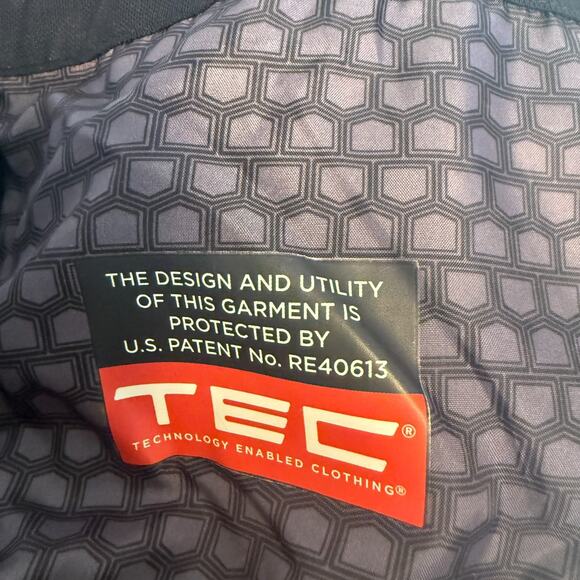 THE DESIGN AND UTILITY
OF THIS GARMENT IS
PROTECTED BY
U.S. PATENT No. RE40613
TEC®
TECHNOLOGY ENABLED CLOTHING®